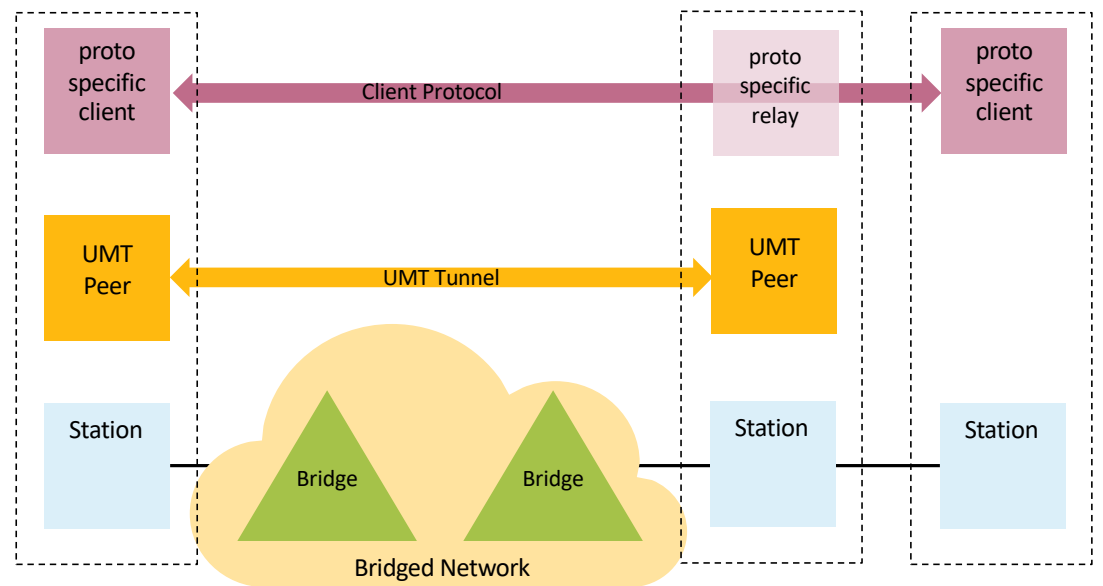 proto
specific
client
Client Protocol
proto
specific
relay
proto
specific
client
UMT
Peer
UMT Tunnel
UMT
Peer
Station
Bridge
Bridge
Station
Station
Bridged Network